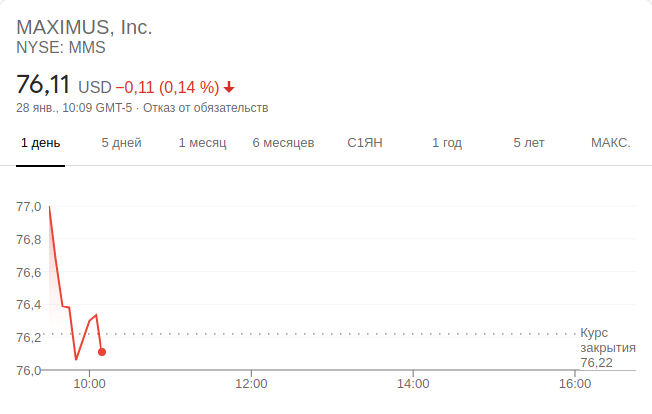 MAXIMUS, Inc.
NYSE: MMS
76,11 USD −0,11 (0,14 %)
28 янв., 10:09 GMT-5 · Отказ от обязательств
1 день 5 дней 1 месяц 6 месяцев С1ЯН 1 год 5 лет МАКС.
77,0
76,8
76,6
76,4
76,2
Курс
закрытия
76,22
76,0
10:00 12:00 14:00 16:00